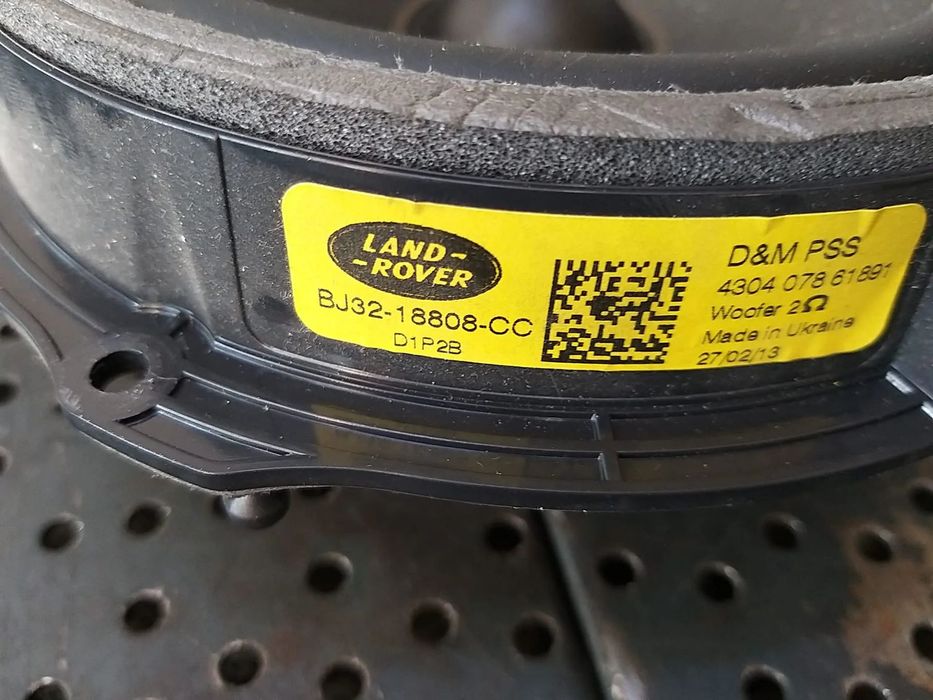 LAND-
-ROVER
BJ32-18808-CC
D1P2B
D&M PSS
4304 078 61891
Woofer 2Ω
Made in Ukraine
27/02/13